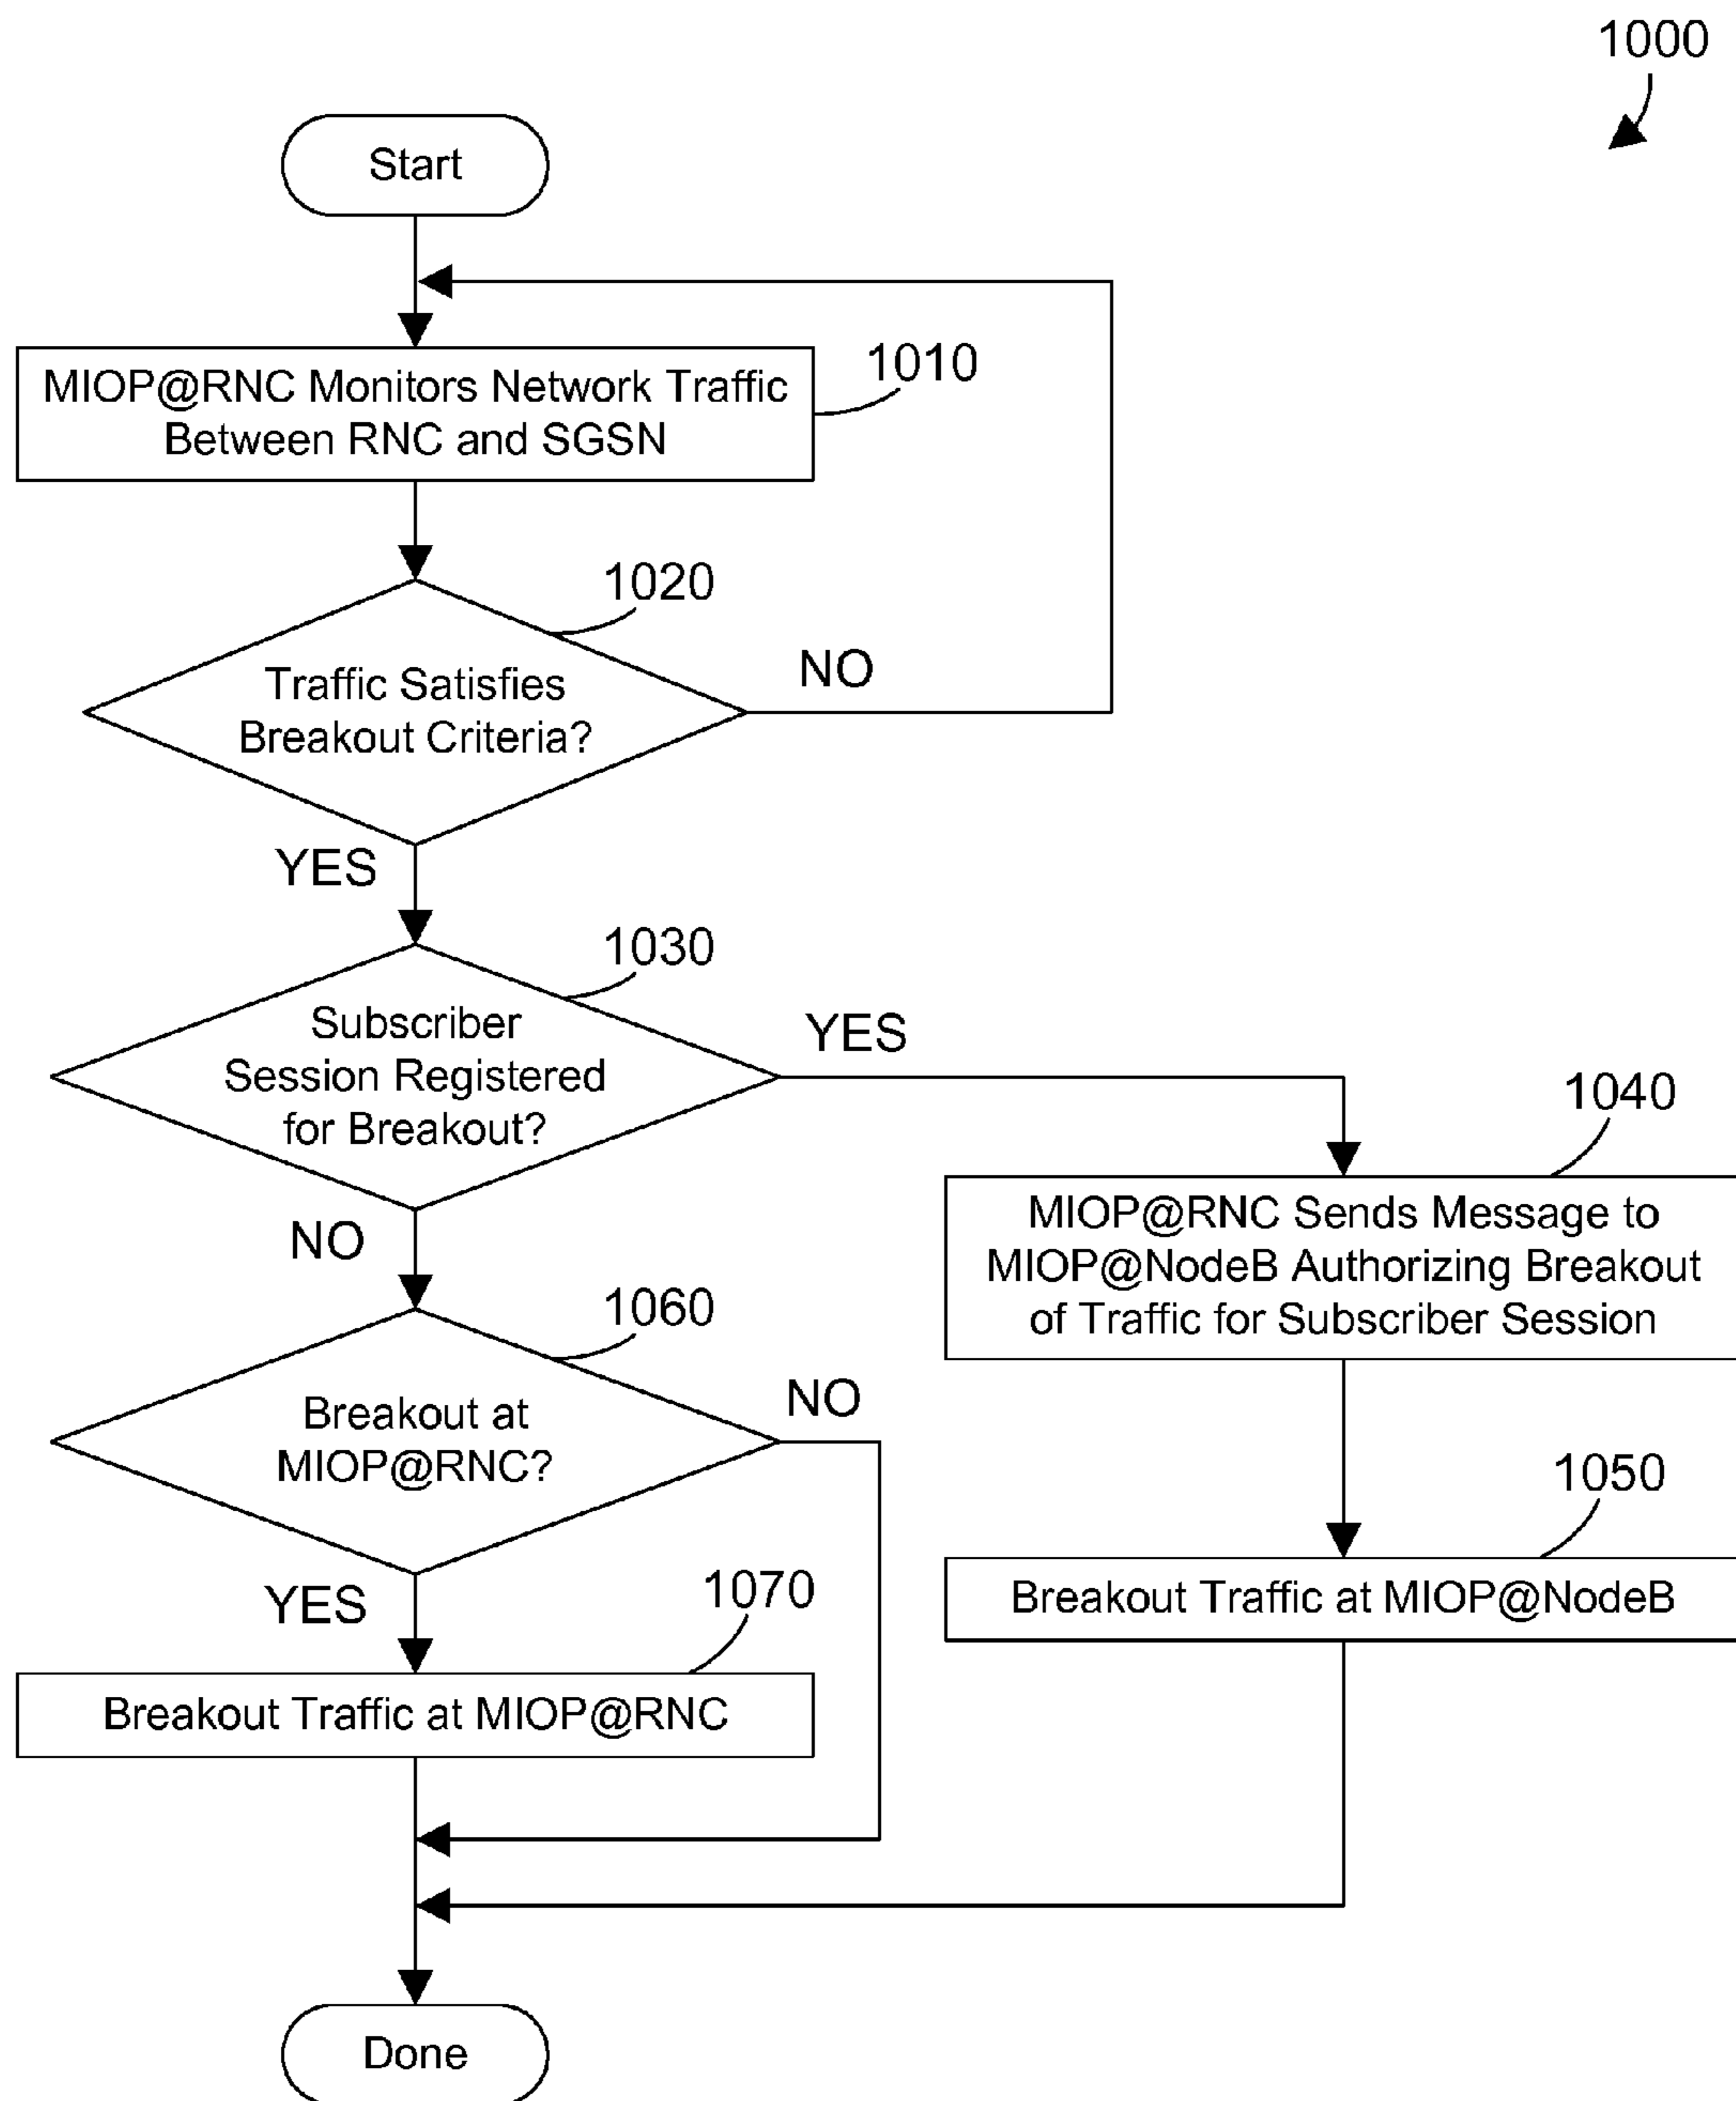 1000
Start
MIOP@RNC Monitors Network Traffic
Between RNC and SGSN
1010
1020
Traffic Satisfies
Breakout Criteria?
NO
YES
1030
Subscriber
Session Registered
for Breakout?
YES
NO
1040
MIOP@RNC Sends Message to
MIOP@NodeB Authorizing Breakout
of Traffic for Subscriber Session
1060
Breakout at
MIOP@RNC?
NO
YES
1050
Breakout Traffic at MIOP@NodeB
1070
Breakout Traffic at MIOP@RNC
Done